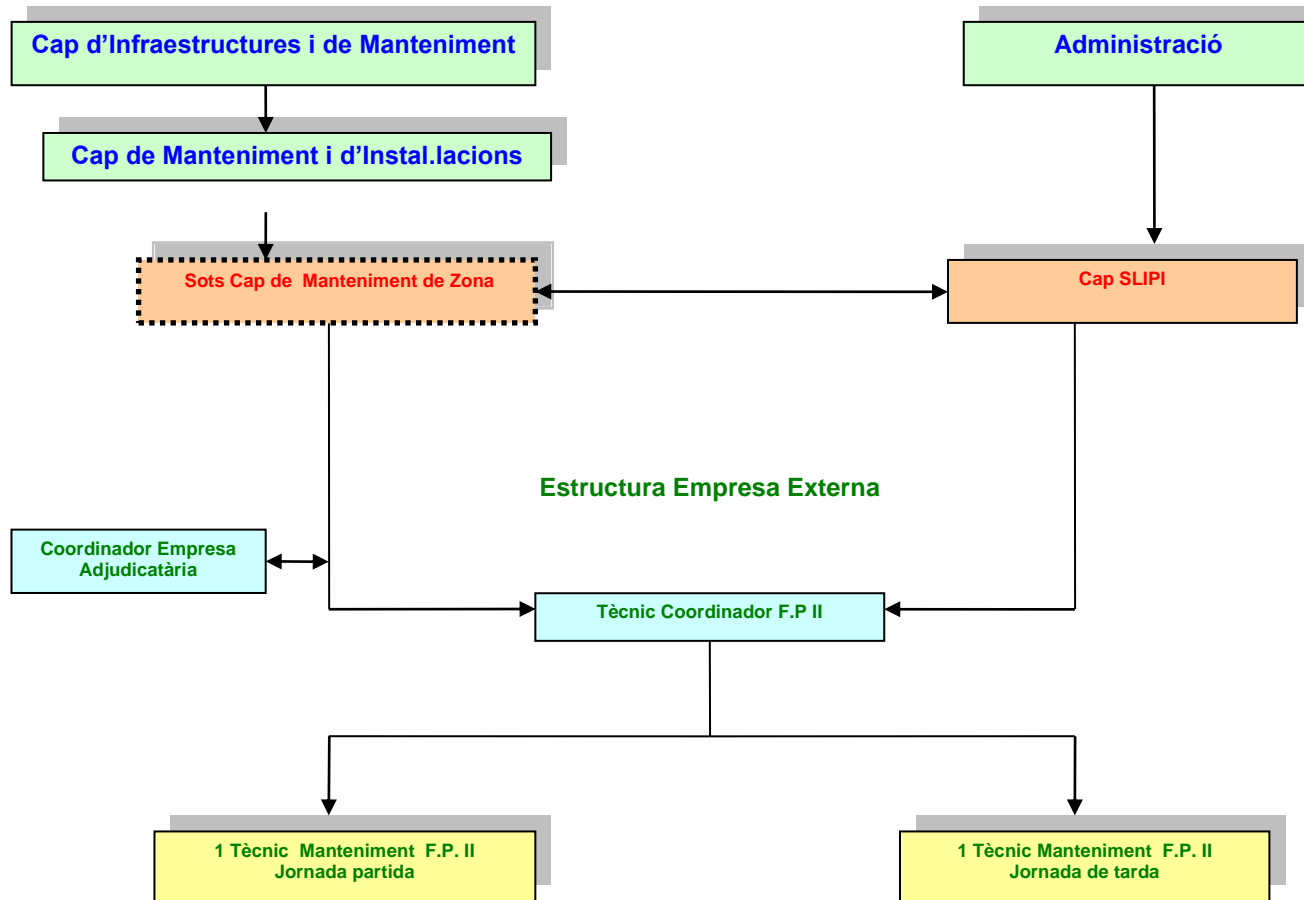 Cap d'Infraestructures i de Manteniment
Administració
Cap de Manteniment i d'Instal.lacions
Sots Cap de Manteniment de Zona
Cap SLIPI
Estructura Empresa Externa
Coordinador Empresa
Adjudicatària
Tècnic Coordinador F.P II
1 Tècnic Manteniment F.P. II
Jornada partida
1 Tècnic Manteniment F.P. II
Jornada de tarda